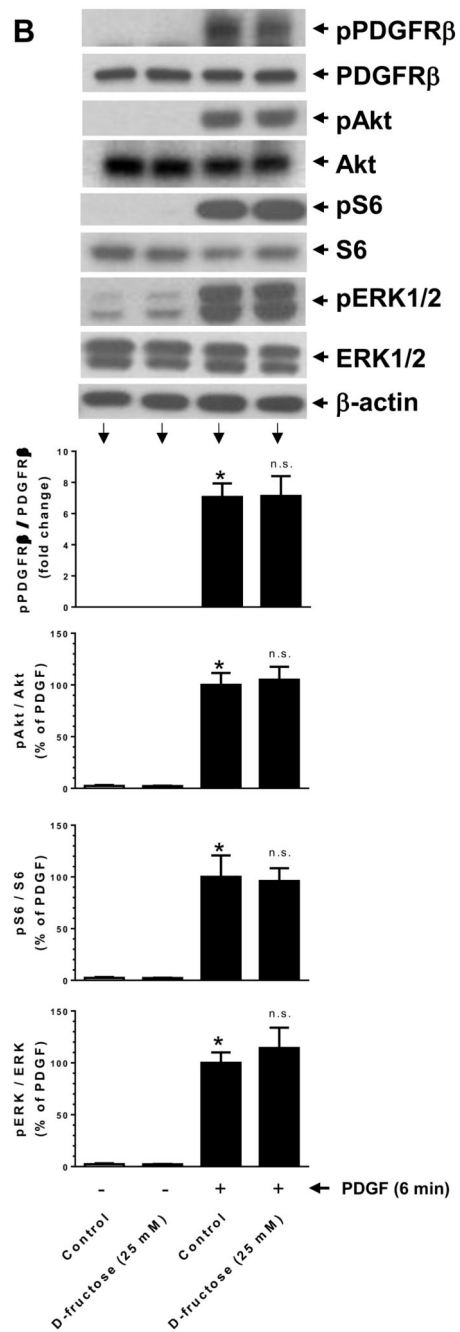 B
pPDGFRβ
PDGFRβ
pAkt
Akt
pS6
S6
pERK1/2
ERK1/2
β-actin
pPDGFRβ / PDGFRβ
(fold change)
10
8
6
4
2
0
*
n.s.
pAkt / Akt
(% of PDGF)
150
100
50
0
*
n.s.
pS6 / S6
(% of PDGF)
150
100
50
0
*
n.s.
pERK / ERK
(% of PDGF)
150
100
50
0
*
n.s.
- - + + PDGF (6 min)
Control
D-fructose (25 mM)
Control
D-fructose (25 mM)